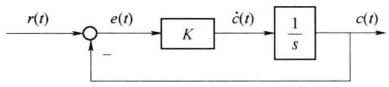 r(t) e(t) K ċ(t) 1/s c(t)
−